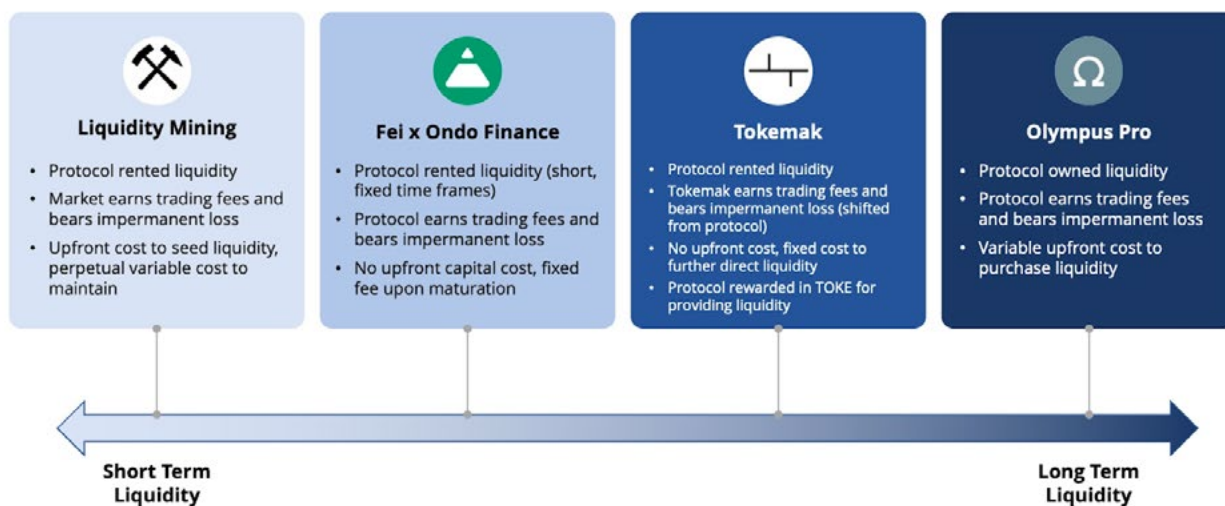 Liquidity Mining
• Protocol rented liquidity
• Market earns trading fees and
bears impermanent loss
• Upfront cost to seed liquidity,
perpetual variable cost to
maintain
Fei x Ondo Finance
• Protocol rented liquidity (short,
fixed time frames)
• Protocol earns trading fees and
bears impermanent loss
• No upfront capital cost, fixed
fee upon maturation
Tokemak
• Protocol rented liquidity
• Tokemak earns trading fees and
bears impermanent loss (shifted
from protocol)
• No upfront cost, fixed cost to
further direct liquidity
• Protocol rewarded in TOKE for
providing liquidity
Ω
Olympus Pro
• Protocol owned liquidity
• Protocol earns trading fees
and bears impermanent loss
• Variable upfront cost to
purchase liquidity
Short Term
Liquidity
Long Term
Liquidity